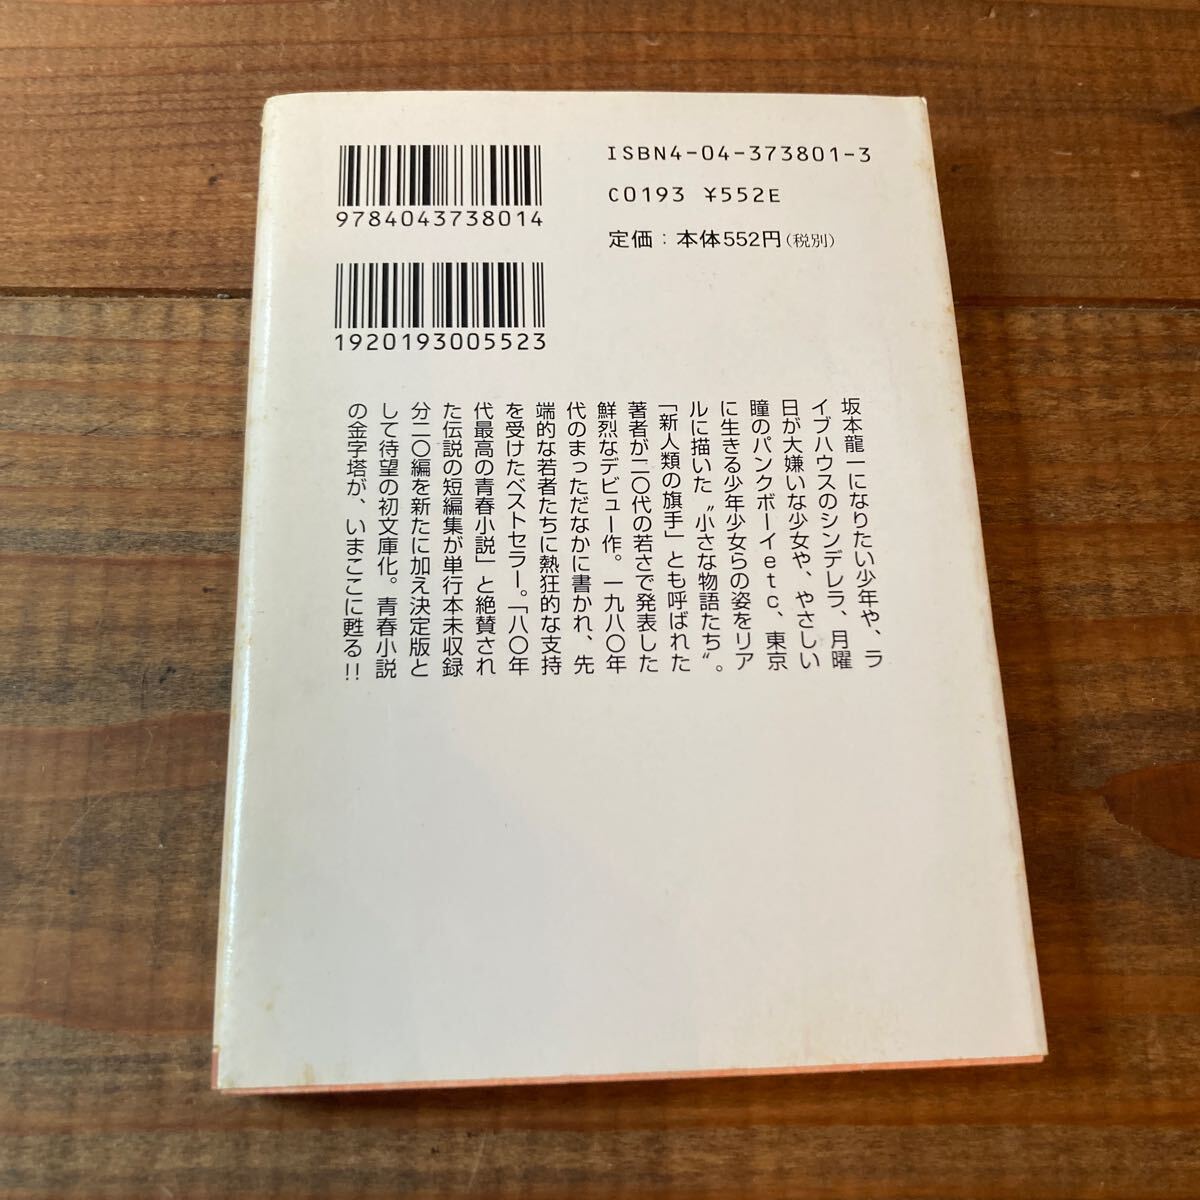 ISBN4-04-373801-3
C0193 ¥552E
定価：本体552円（税別）
9784043738014
1920193005523
坂本龍一になりたい少年や、ラ
イブハウスのシンデレラ、月曜
日が大嫌いな少女や、やさしい
瞳のパンクボーイetc、東京
に生きる少年少女らの姿をリア
ルに描いた〝小さな物語たち〟。
「新人類の旗手」とも呼ばれた
著者が二〇代の若さで発表した
鮮烈なデビュー作。一九八〇年
代のまっただなかに書かれ、先
端的な若者たちに熱狂的な支持
を受けたベストセラー。「八〇年
代最高の青春小説」と絶賛され
た伝説の短編集が単行本未収録
分二〇編を新たに加え決定版と
して待望の初文庫化。青春小説
の金字塔が、いまここに甦る!!